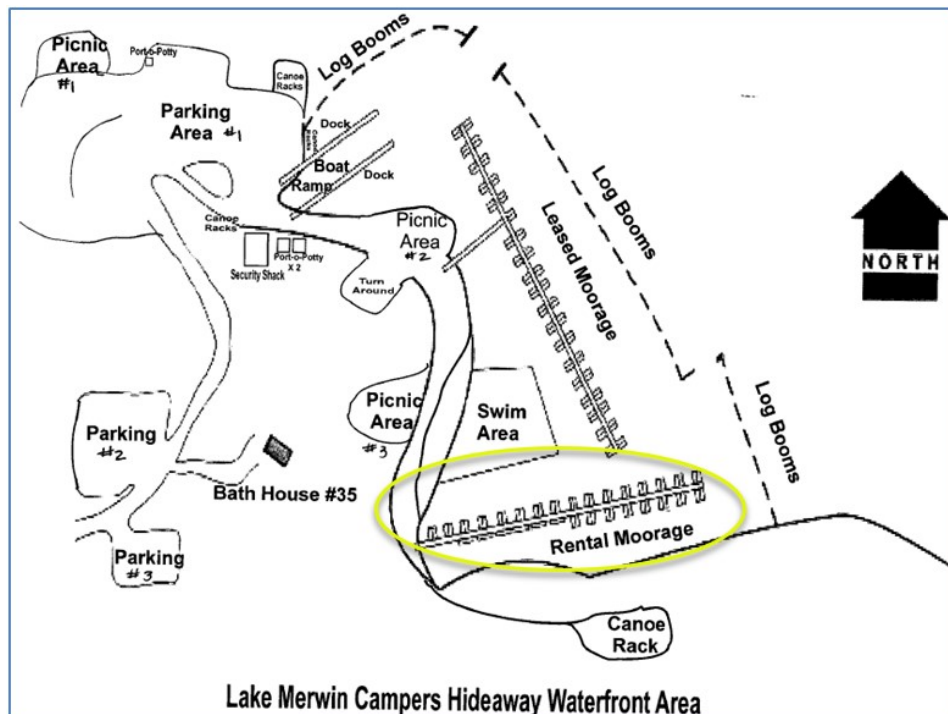 Picnic
Area
#1
Port-o-Potty
Canoe
Racks
Log Booms
Parking
Area #1
Canoe
Racks
Dock
Boat
Ramp
Dock
Canoe
Racks
Security Shack
Port-o-Potty
X 2
Picnic
Area
#2
Turn
Around
Leased Moorage
Log Booms
NORTH
Picnic
Area
#3
Swim
Area
Log Booms
Parking
#2
Bath House #35
Parking
#3
Rental Moorage
Canoe
Rack
Lake Merwin Campers Hideaway Waterfront Area